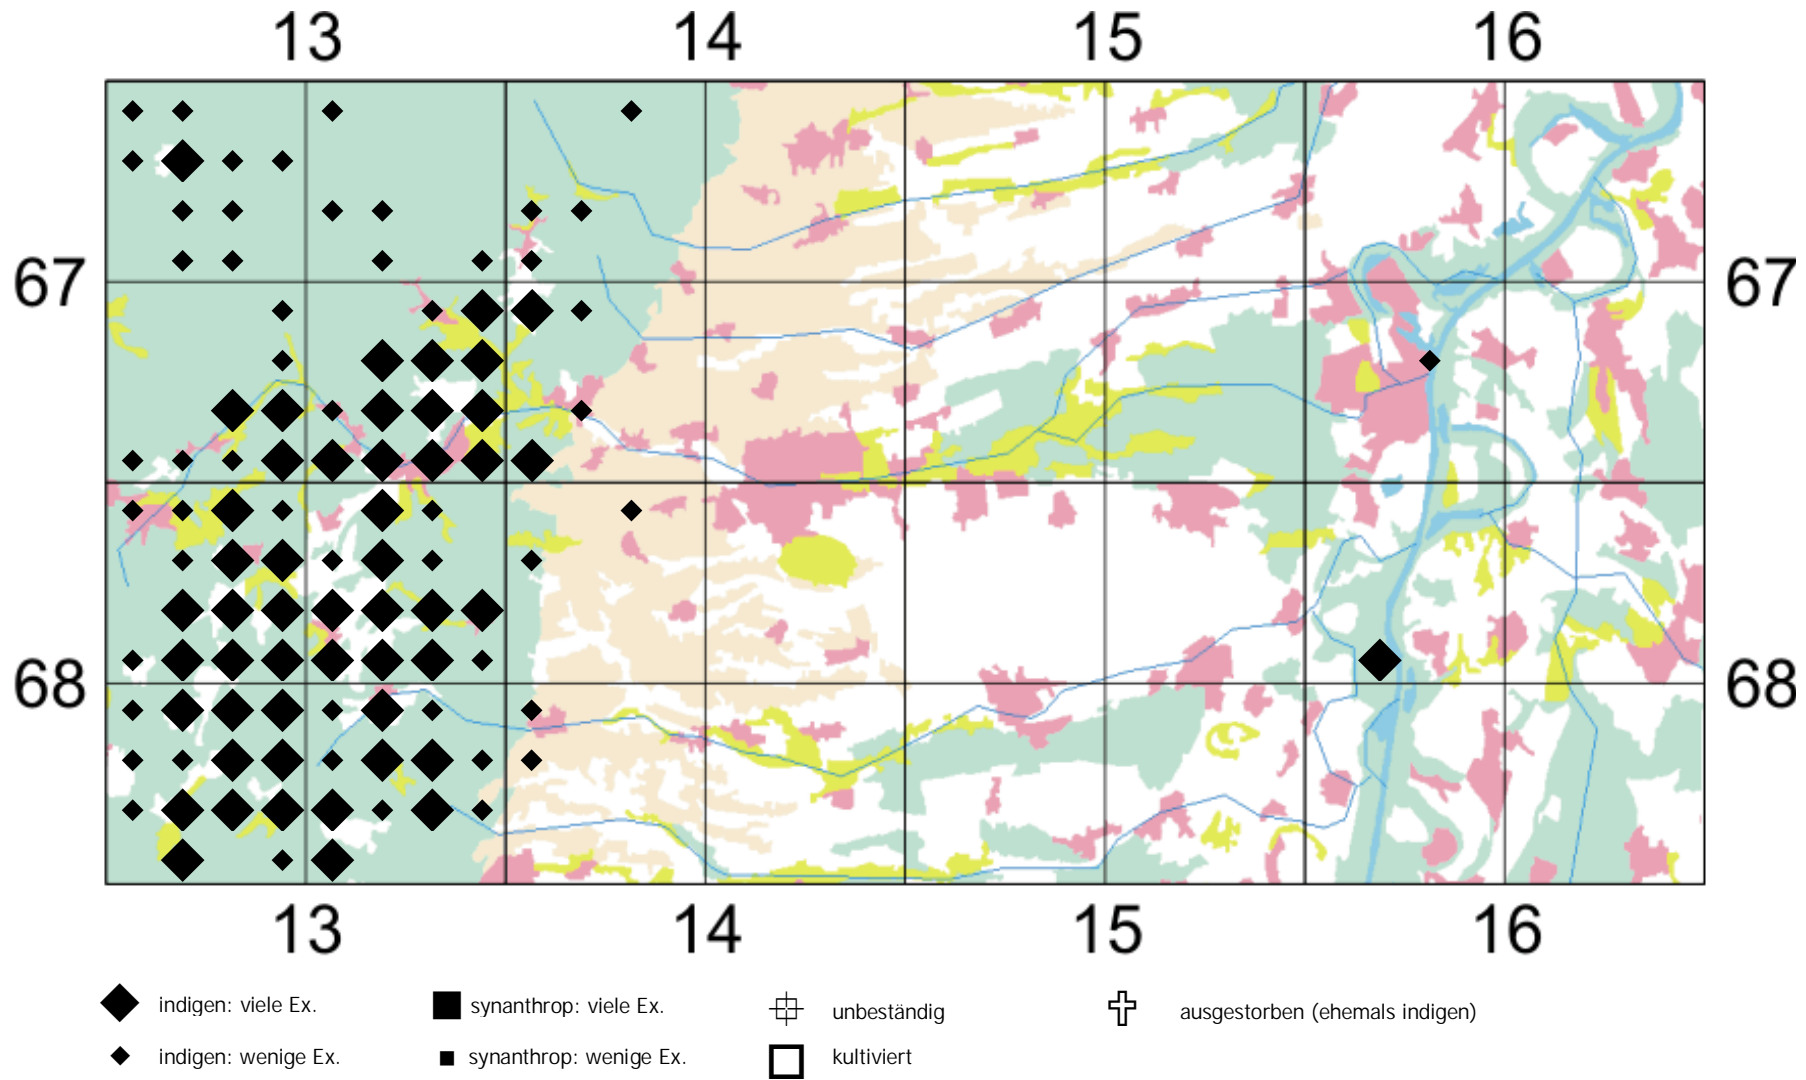 13 14 15 16
67 67
68 68
13 14 15 16
indigen: viele Ex. synanthrop: viele Ex. unbeständig ausgestorben (ehemals indigen)
indigen: wenige Ex. synanthrop: wenige Ex. kultiviert